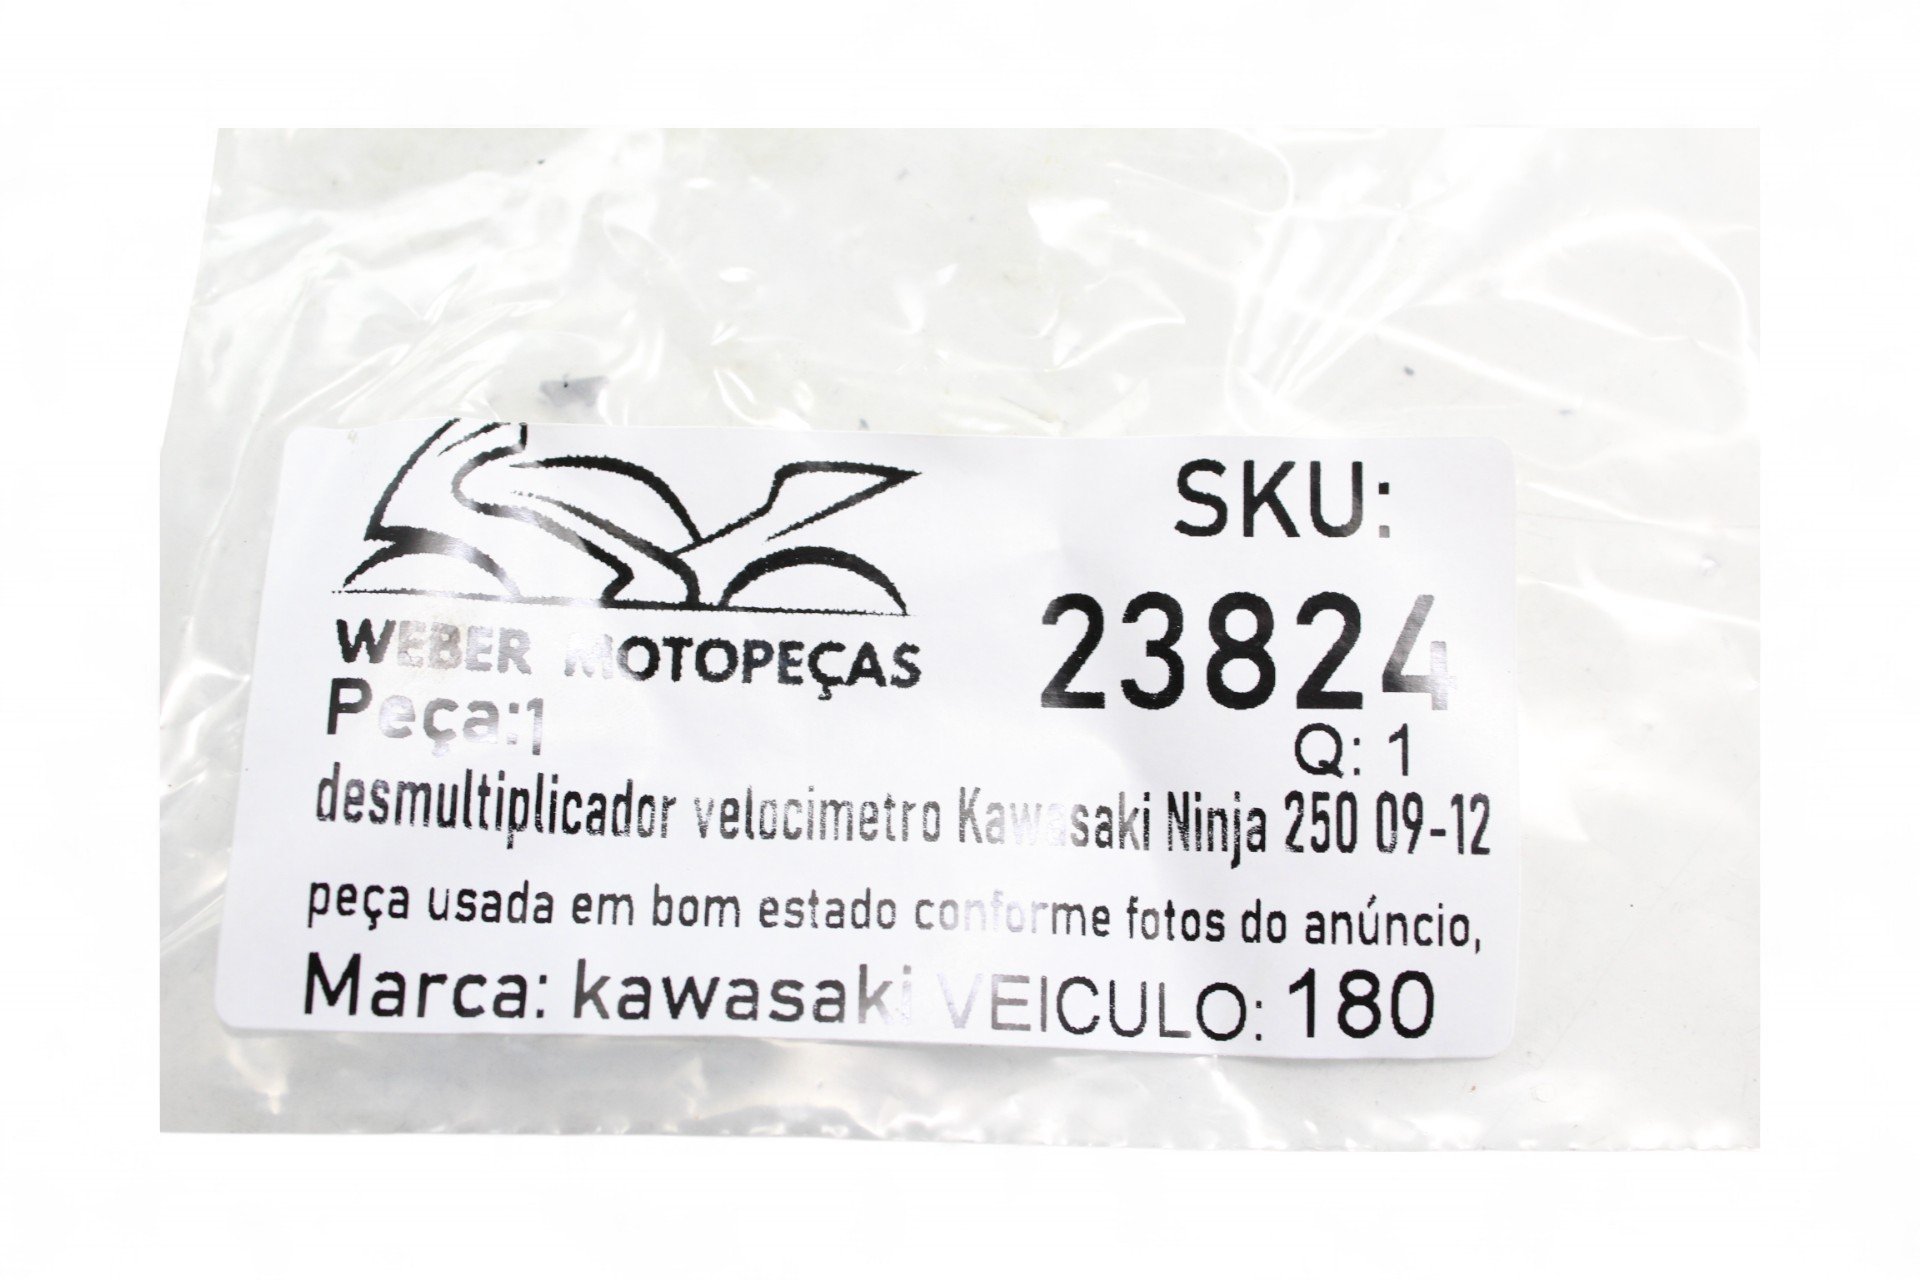 SKU:
23824
Q: 1
WEBER MOTOPEÇAS
Peça:1
desmultiplicador velocimetro Kawasaki Ninja 250 09-12
peça usada em bom estado conforme fotos do anúncio,
Marca: kawasaki VEICULO: 180